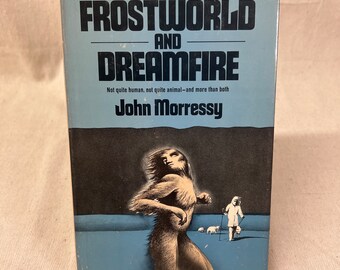 FROSTWORLD
AND
DREAMFIRE
Not quite human, not quite animal—and more than both
John Morressy